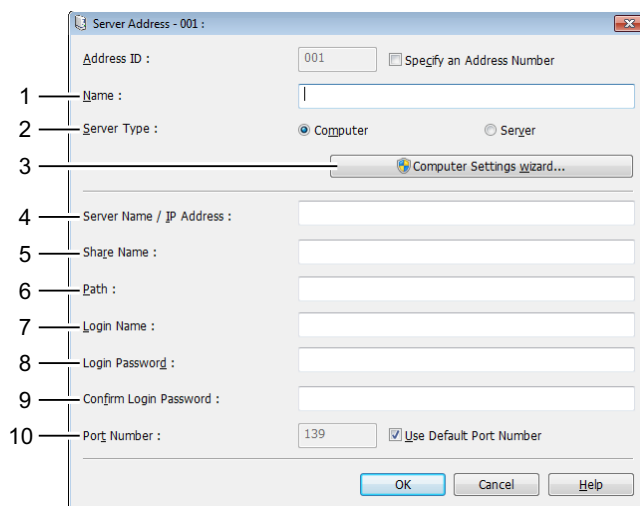 Server Address - 001 :
Address ID : 001 Specify an Address Number
1 Name :
2 Server Type : Computer Server
3 Computer Settings wizard...
4 Server Name / IP Address :
5 Share Name :
6 Path :
7 Login Name :
8 Login Password :
9 Confirm Login Password :
10 Port Number : 139 Use Default Port Number
OK Cancel Help